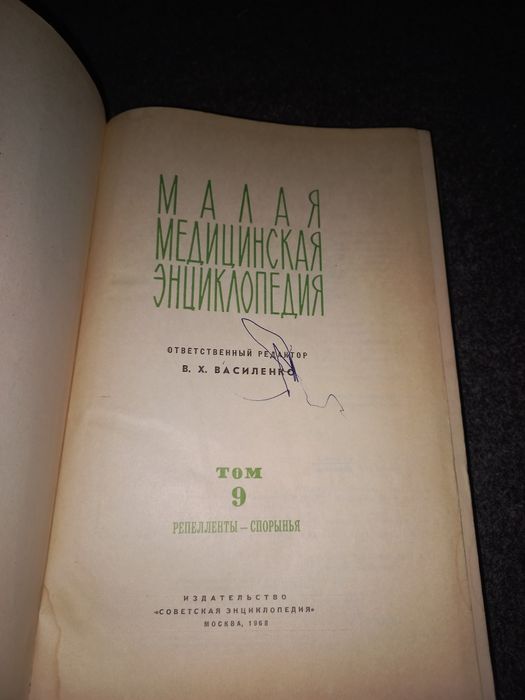 МАЛАЯ
МЕДИЦИНСКАЯ
ЭНЦИКЛОПЕДИЯ
ОТВЕТСТВЕННЫЙ РЕДАКТОР
В. Х. ВАСИЛЕНКО
ТОМ
9
РЕПЕЛЛЕНТЫ – СПОРЫНЬЯ
ИЗДАТЕЛЬСТВО
«СОВЕТСКАЯ ЭНЦИКЛОПЕДИЯ»
МОСКВА, 1968